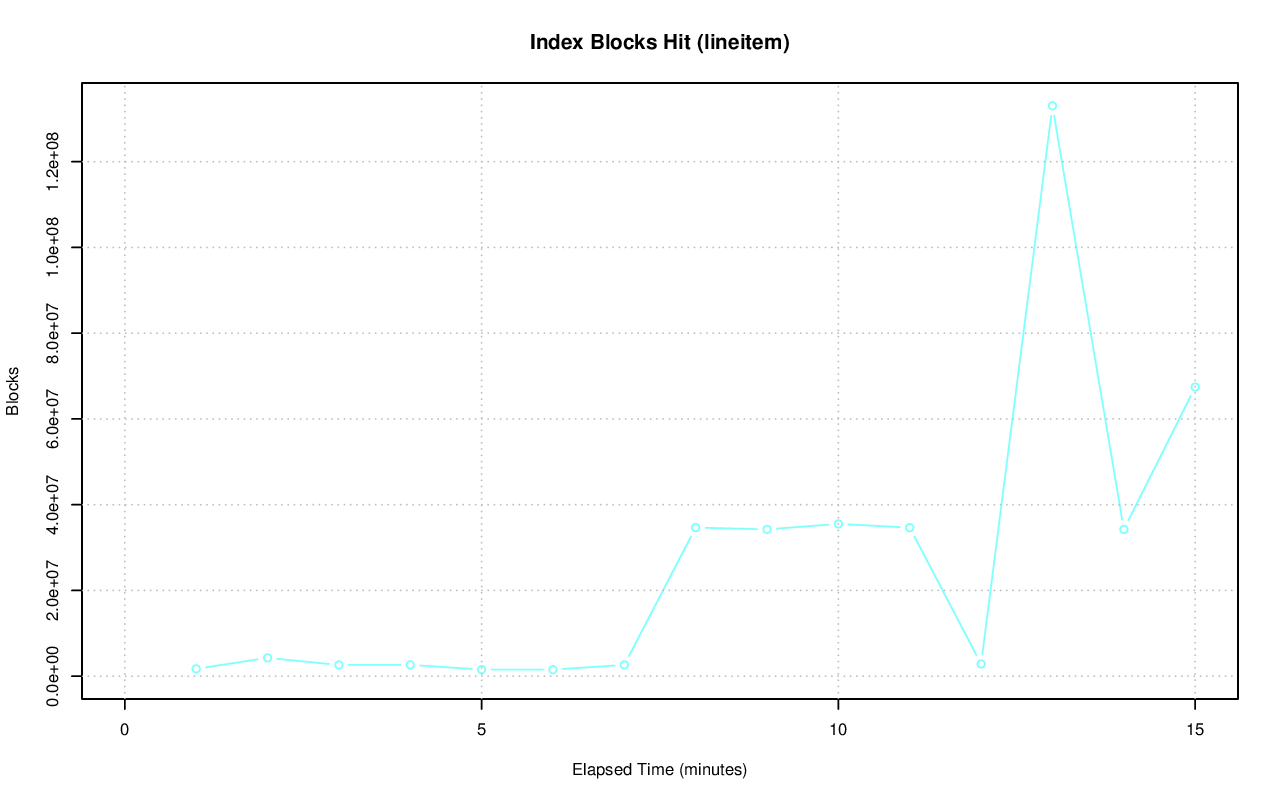 Index Blocks Hit (lineitem)
Blocks
1.2e+08
1.0e+08
8.0e+07
6.0e+07
4.0e+07
2.0e+07
0.0e+00
0 5 10 15
Elapsed Time (minutes)